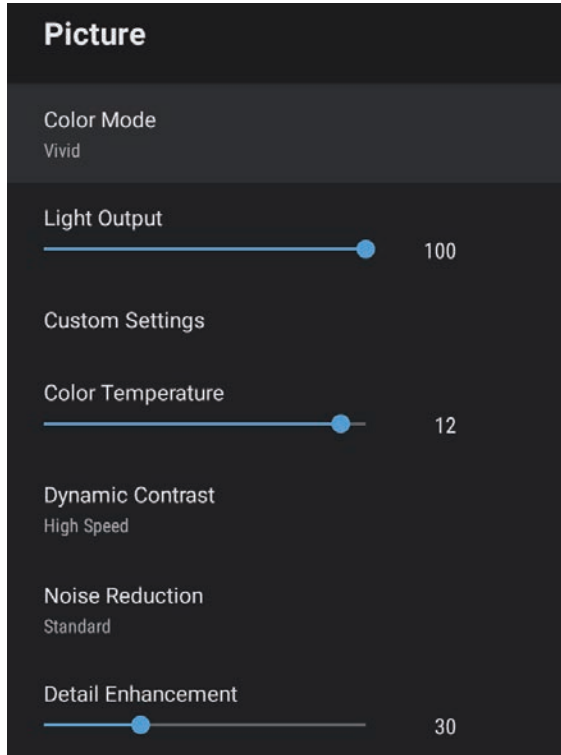 Picture
Color Mode
Vivid
Light Output
100
Custom Settings
Color Temperature
12
Dynamic Contrast
High Speed
Noise Reduction
Standard
Detail Enhancement
30